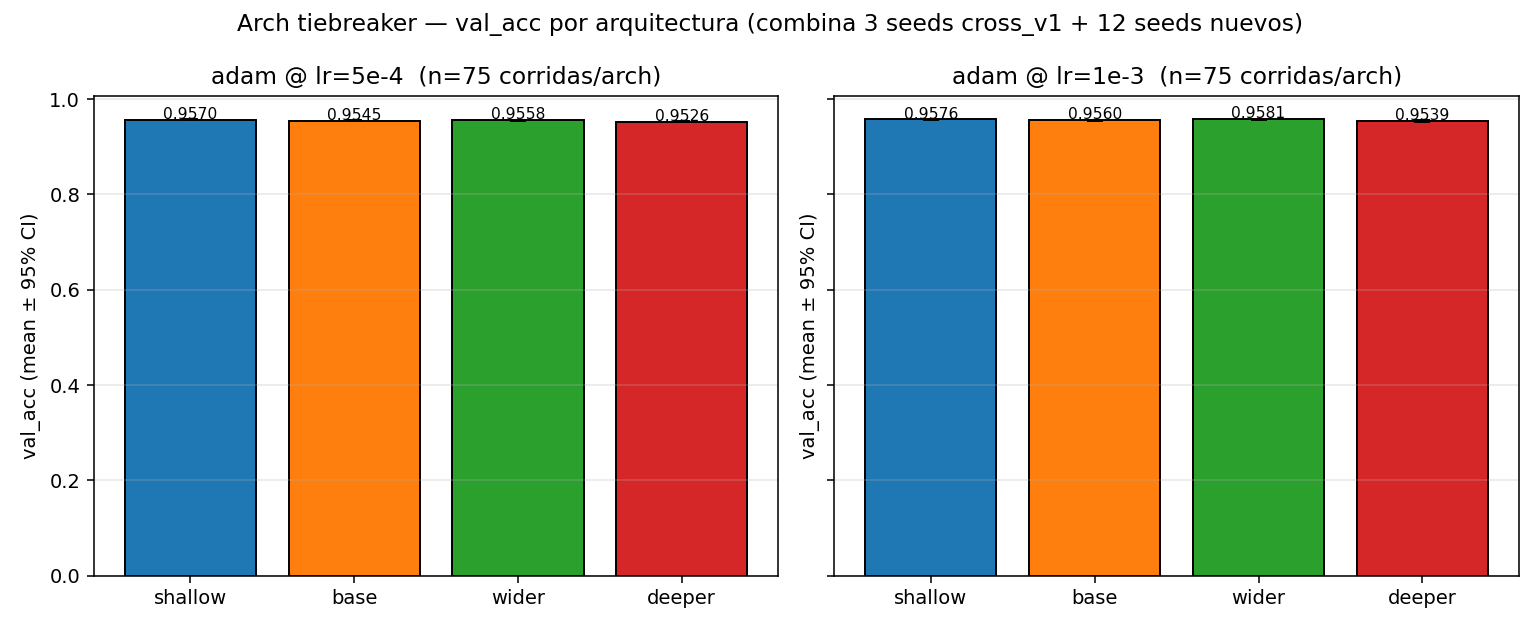 Arch tiebreaker — val_acc por arquitectura (combina 3 seeds cross_v1 + 12 seeds nuevos)
adam @ lr=5e-4 (n=75 corridas/arch)
val_acc (mean ± 95% CI)
1.0
0.8
0.6
0.4
0.2
0.0
0.9570
0.9545
0.9558
0.9526
shallow
base
wider
deeper
adam @ lr=1e-3 (n=75 corridas/arch)
val_acc (mean ± 95% CI)
0.9576
0.9560
0.9581
0.9539
shallow
base
wider
deeper